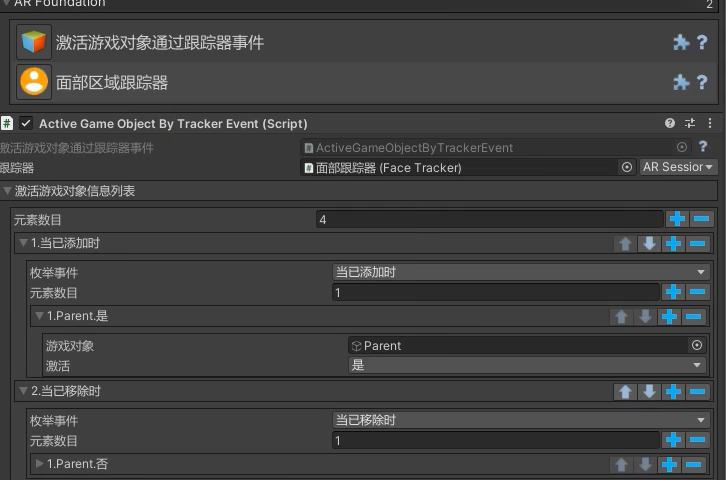 AR Foundation 2
激活游戏对象通过跟踪器事件 ?
面部区域跟踪器 ?
# Active Game Object By Tracker Event (Script)
激活游戏对象通过跟踪器事件 ActiveGameObjectByTrackerEvent ?
跟踪器 面部跟踪器 (Face Tracker) AR Session
激活游戏对象信息列表
元素数目 4
1.当已添加时
枚举事件 当已添加时
元素数目 1
1.Parent.是
游戏对象 Parent
激活 是
2.当已移除时
枚举事件 当已移除时
元素数目 1
1.Parent.否